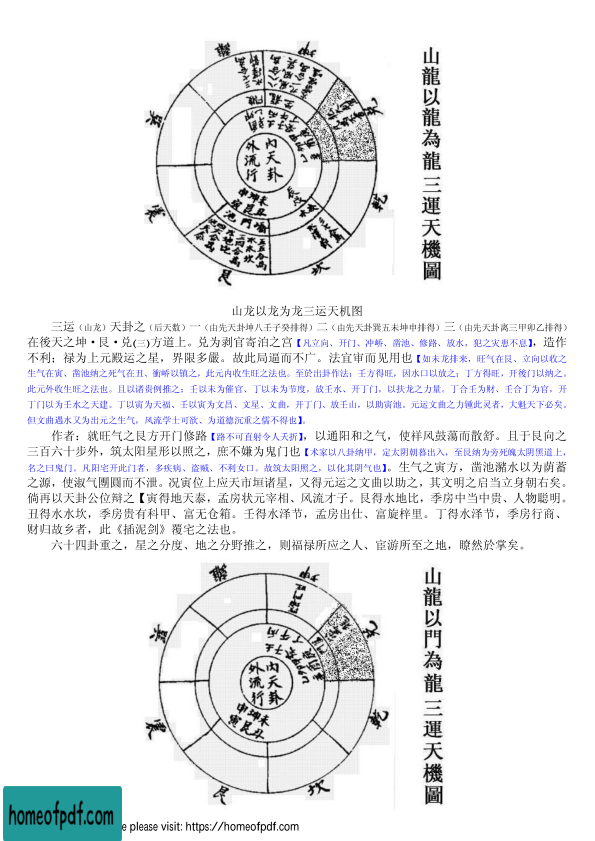 山龍以龍為龍三運天機圖
離
坤
兌
乾
坎
艮
震
巽
內天卦
外流行
山龙以龙为龙三运天机图
三运（山龙）天卦之（后天数）一（由先天卦坤八壬子癸排得）二（由先天卦巽五未坤申排得）三（由先天卦离三甲卯乙排得）
在後天之坤·艮·兑(三)方道上。兑为剥官寄泊之宫【凡立向、开门、冲峤、凿池、修路、放水，犯之灾患不息】，造作
不利；禄为上元殿运之星，界限多嚴。故此局逼而不广。法宜审而见用也【如未龙排来，旺气在艮、立向以收之
生气在寅、凿池纳之死气在丑、衝峤以镇之，此元内收生旺之法也。至於出卦作法；壬方得旺，因水口以放之；丁方得旺．开後门以纳之。
此元外收生旺之法也。且以诸贵例推之；壬以未为催官、丁以未为节度，放壬水、开丁门，以扶龙之力量。丁合壬为财、壬合丁为官，开
丁门以为壬水之天建。丁以寅为天福、壬以寅为文昌、文星、文曲，开丁门、放壬山，以助寅池。元运文曲之力锺此灵者，大魁天下必矣。
但文曲遇水又为出元之生气，风流学士可欲、为道德沉重之儒不得也】。
作者：就旺气之艮方开门修路【路不可直射令人夭折】，以通阳和之气，使祥风鼓蕩而散舒。且于艮向之
三百六十步外，筑太阳星形以照之，庶不嫌为鬼门也【术家以八卦纳甲，定太阴朝暮出入，至艮纳为旁死魄太阴黑道上，
名之曰鬼门。凡阳宅开此门者，多疾病、盗贼、不利女口。故筑太阳照之，以化其阴气也】。生气之寅方，凿池瀦水以为荫蓄
之源，使淑气團圓而不泄。况寅位上应天市垣诸星，又得元运之文曲以助之，其文明之启当立身朝右矣。
倘再以天卦公位辩之【寅得地天泰，孟房状元宰相、风流才子。艮得水地比，季房中当中贵、人物聪明。
丑得水水坎，季房贵有科甲、富无仓箱。壬得水泽节，孟房出仕、富旋梓里。丁得水泽节，季房行商、
财归故乡者，此《插泥剑》覆宅之法也。
六十四卦重之，星之分度、地之分野推之，则福禄所应之人、宦游所至之地，瞭然於掌矣。
山龍以門為龍三運天機圖
離
坤
兌
乾
坎
艮
震
巽
內天卦
外流行
homeofpdf.com
e please visit: https://homeofpdf.com